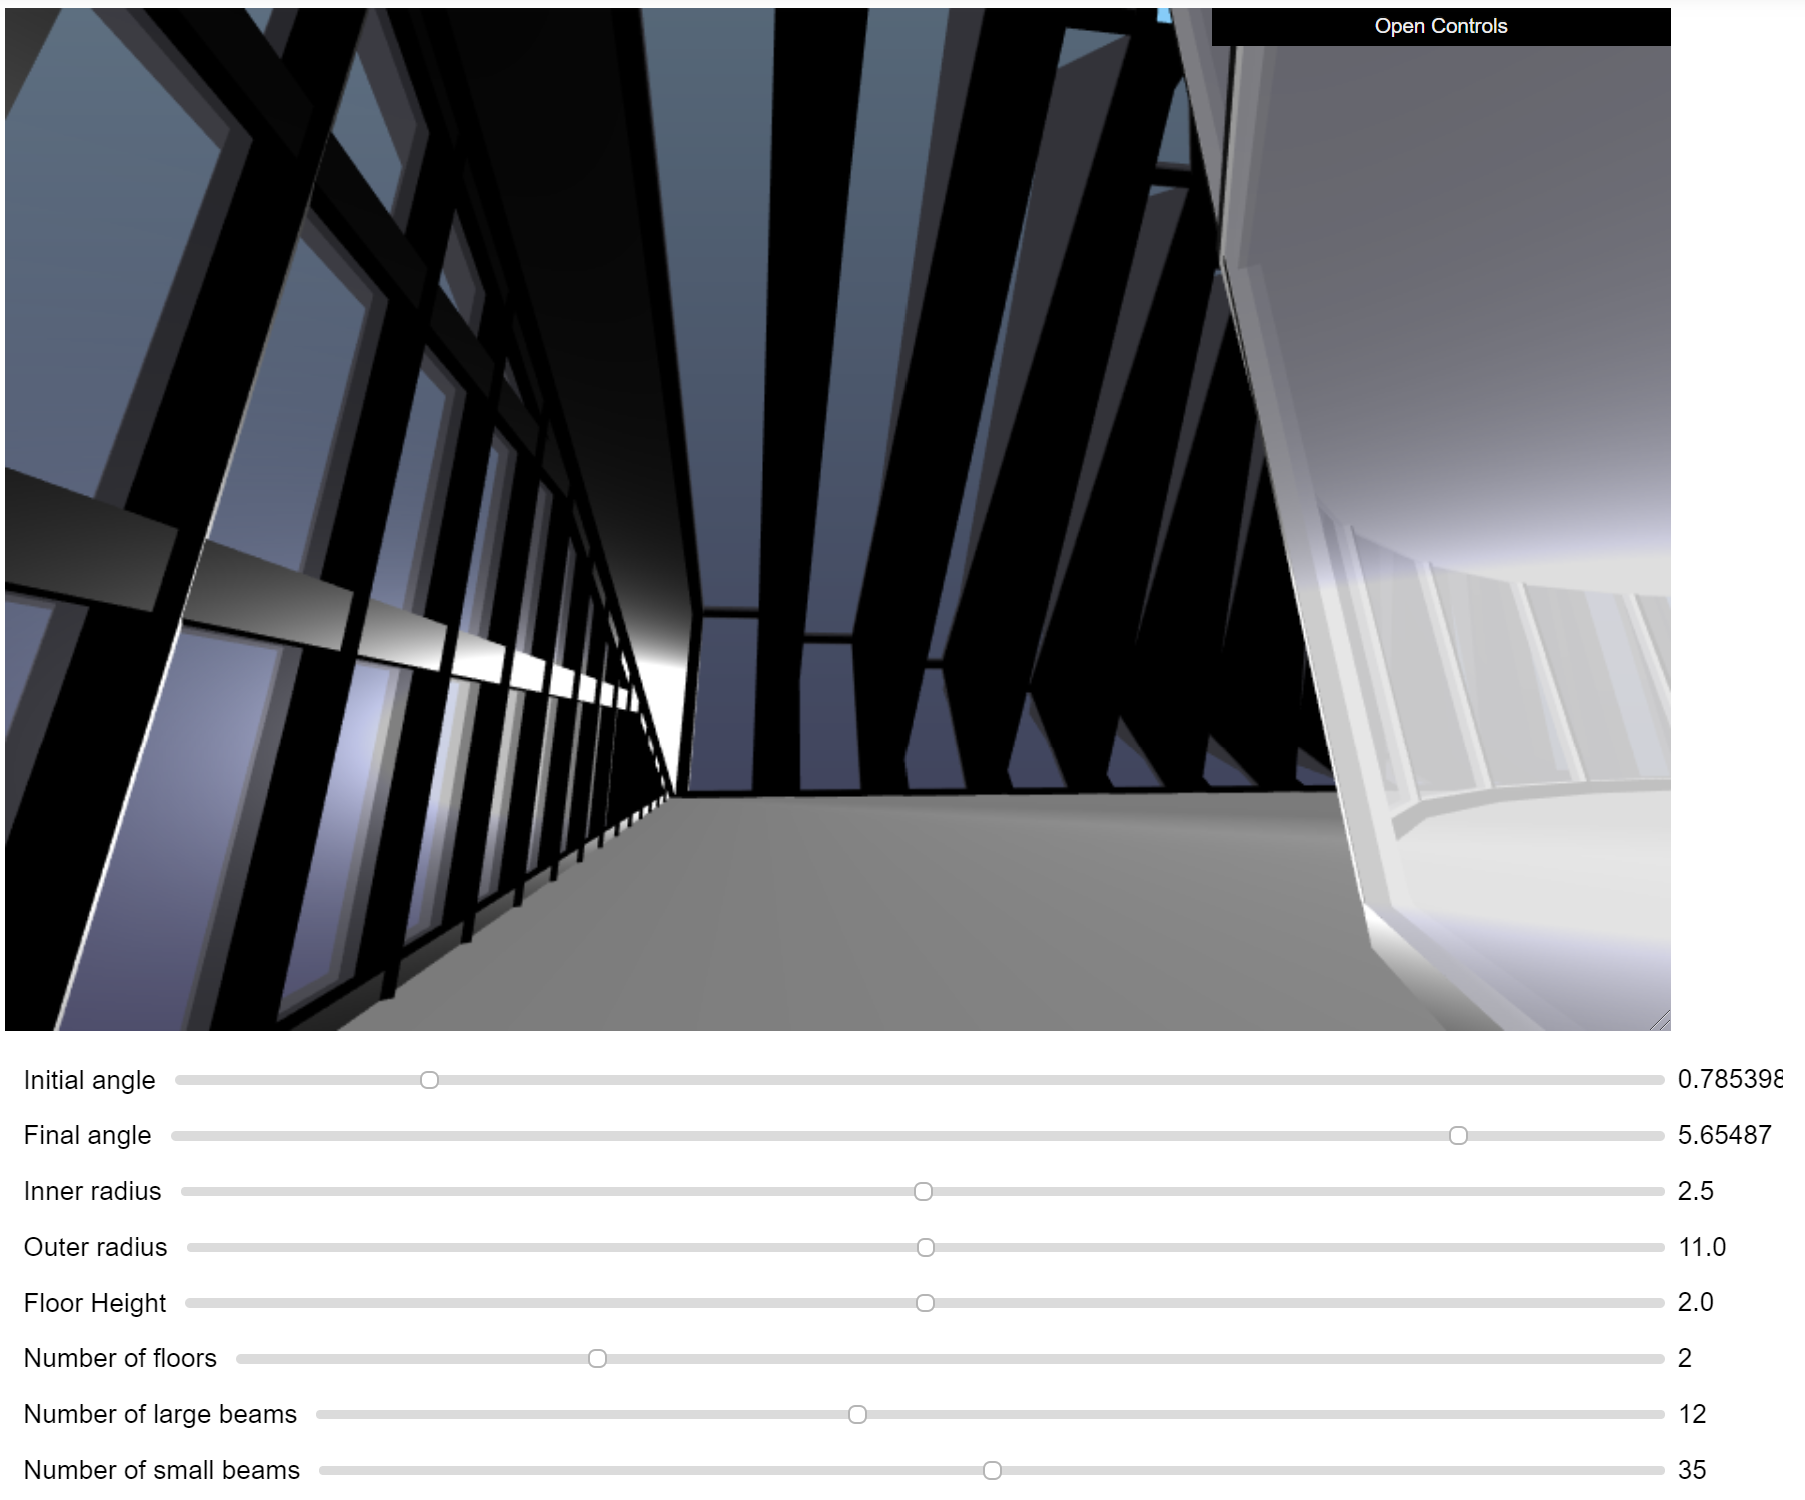 Open Controls
Initial angle 0.785398
Final angle 5.65487
Inner radius 2.5
Outer radius 11.0
Floor Height 2.0
Number of floors 2
Number of large beams 12
Number of small beams 35